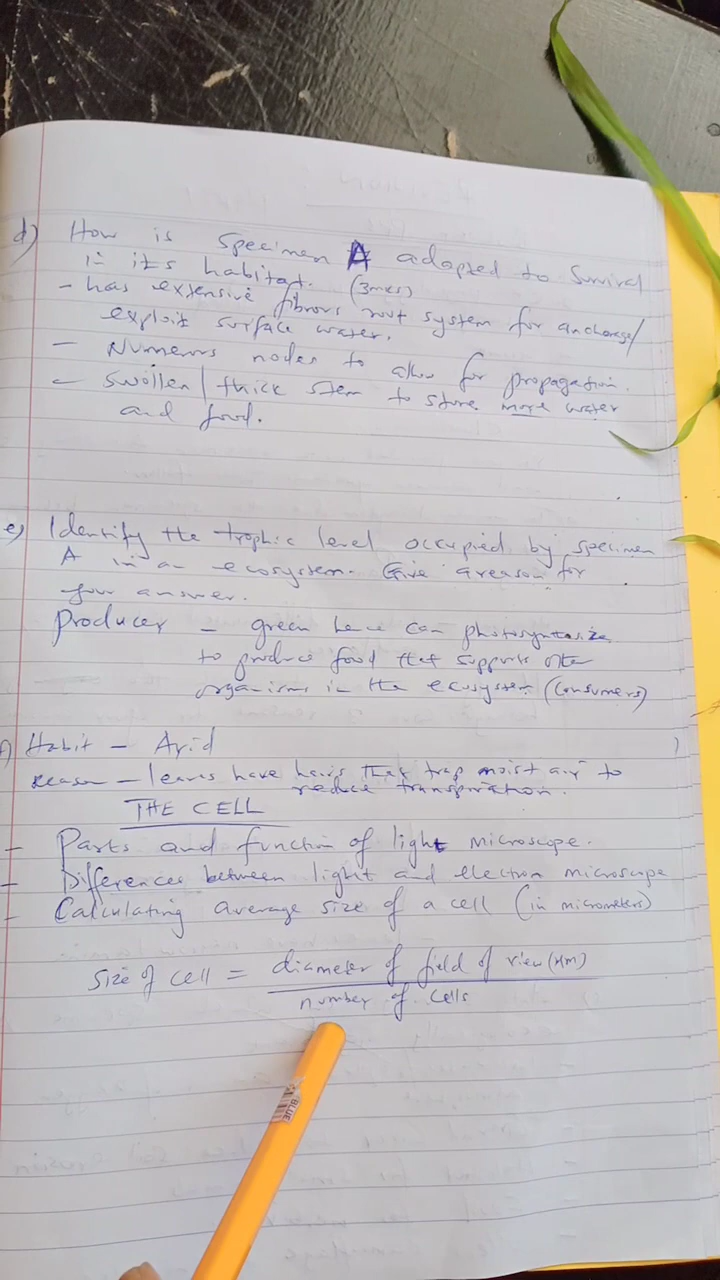 d) How is specimen A adapted to survival
in its habitat. (3mks)
- has extensive fibrous root system for anchorage/
exploit surface water.
- Numerous nodes to allow for propagation.
- Swollen/thick stem to store more water
and food.
e) Identify the trophic level occupied by specimen
A in an ecosystem. Give a reason for
your answer.
Producer - green hence can photosynthesize
to produce food that supports other
organisms in the ecosystem (Consumers)
f) Habit - Arid
reason - leaves have hairs that trap moist air to
reduce transpiration.
THE CELL
- Parts and function of light microscope.
- Differences between light and electron microscope
- Calculating average size of a cell (in micrometers)
Size of cell = diameter of field of view (μm)
number of cells
BLUE